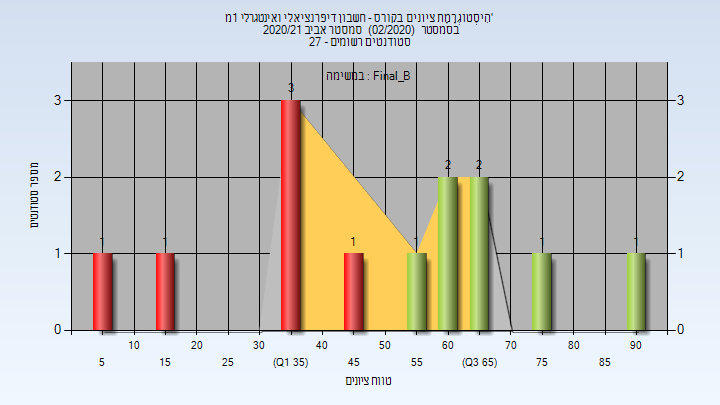 הִיסְטוֹגְרָמַת ציונים בקורס - חשבון דיפרנציאלי ואינטגרלי 1מ'
בסמסטר (02/2020) סמסטר אביב 2020/21
סטודנטים רשומים - 27
במשימה : Final_B
מספר סטודנטים
3 3
2 2
1 1
0 0
1 1 3 1 1 2 2 1 1
10 20 30 40 50 60 70 80 90
5 15 25 (Q1 35) 45 55 (Q3 65) 75 85
טווח ציונים